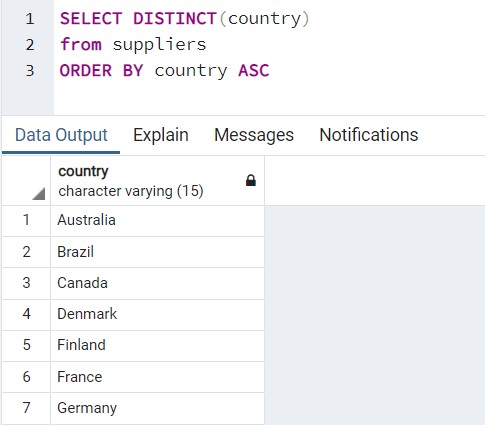 1 SELECT DISTINCT(country)
2 from suppliers
3 ORDER BY country ASC
Data Output Explain Messages Notifications
country
character varying (15)
1 Australia
2 Brazil
3 Canada
4 Denmark
5 Finland
6 France
7 Germany